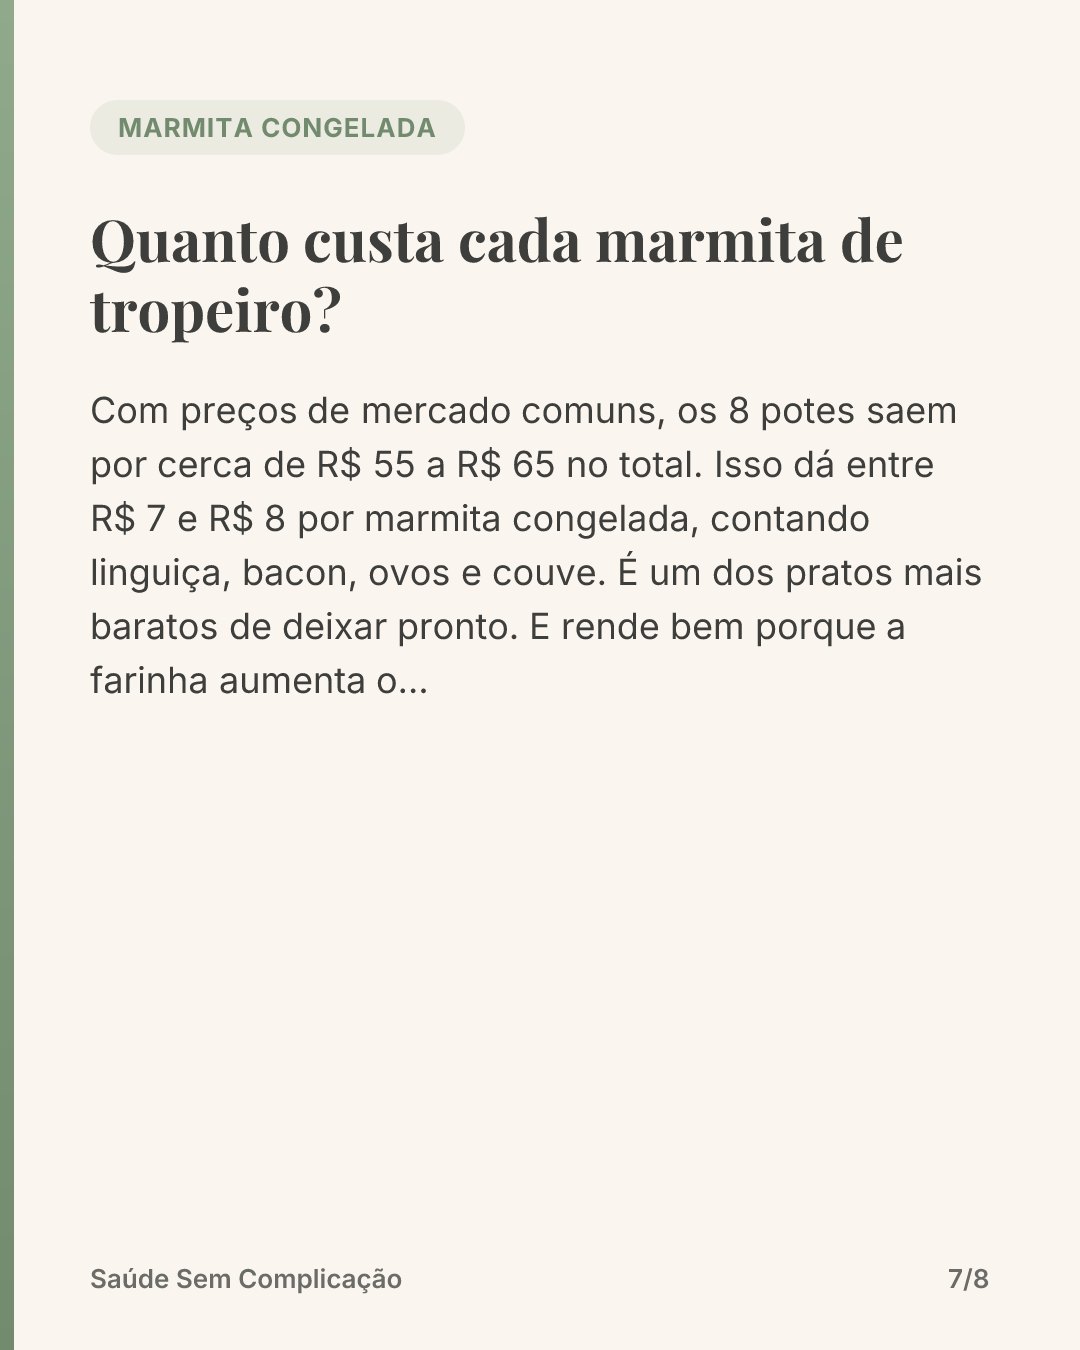 MARMITA CONGELADA
Quanto custa cada marmita de
tropeiro?
Com preços de mercado comuns, os 8 potes saem
por cerca de R$ 55 a R$ 65 no total. Isso dá entre
R$ 7 e R$ 8 por marmita congelada, contando
linguiça, bacon, ovos e couve. É um dos pratos mais
baratos de deixar pronto. E rende bem porque a
farinha aumenta o...
Saúde Sem Complicação
7/8